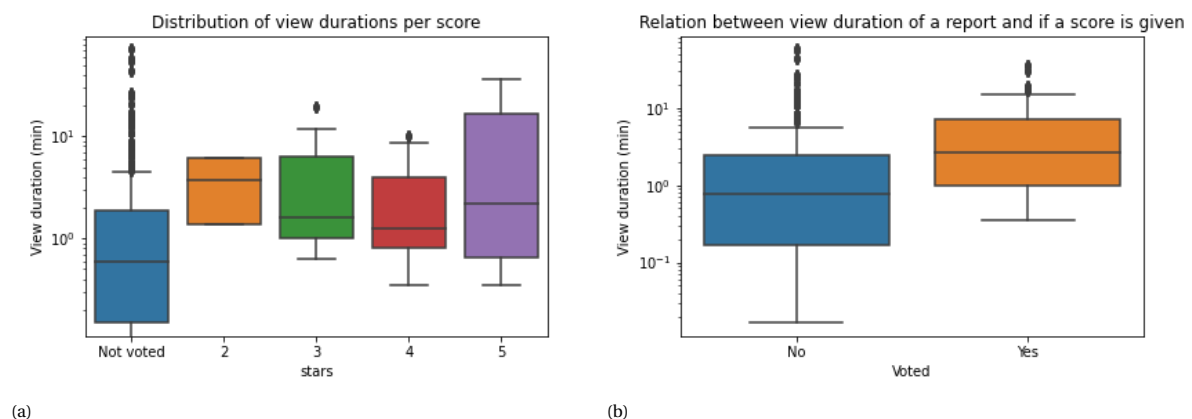 Distribution of view durations per score
View duration (min)
10¹
10⁰
Not voted 2 3 4 5
stars
(a)
Relation between view duration of a report and if a score is given
View duration (min)
10¹
10⁰
10⁻¹
No Yes
Voted
(b)